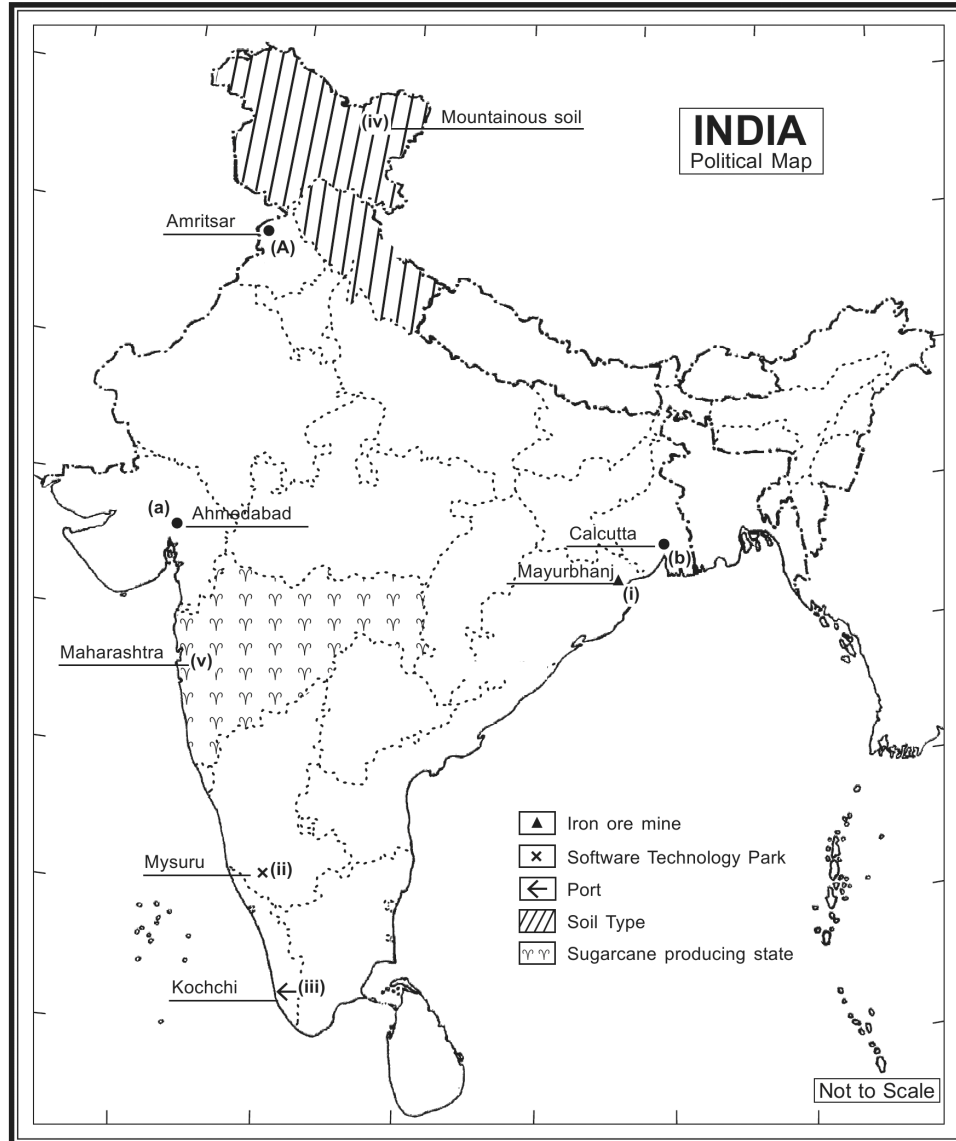 INDIA
Political Map
(iv) Mountainous soil
Amritsar
(A)
(a)
Ahmedabad
Calcutta
(b)
Mayurbhanj
(i)
Maharashtra (v)
Iron ore mine
Software Technology Park
Mysuru (ii)
Port
Soil Type
Sugarcane producing state
Kochchi (iii)
Not to Scale